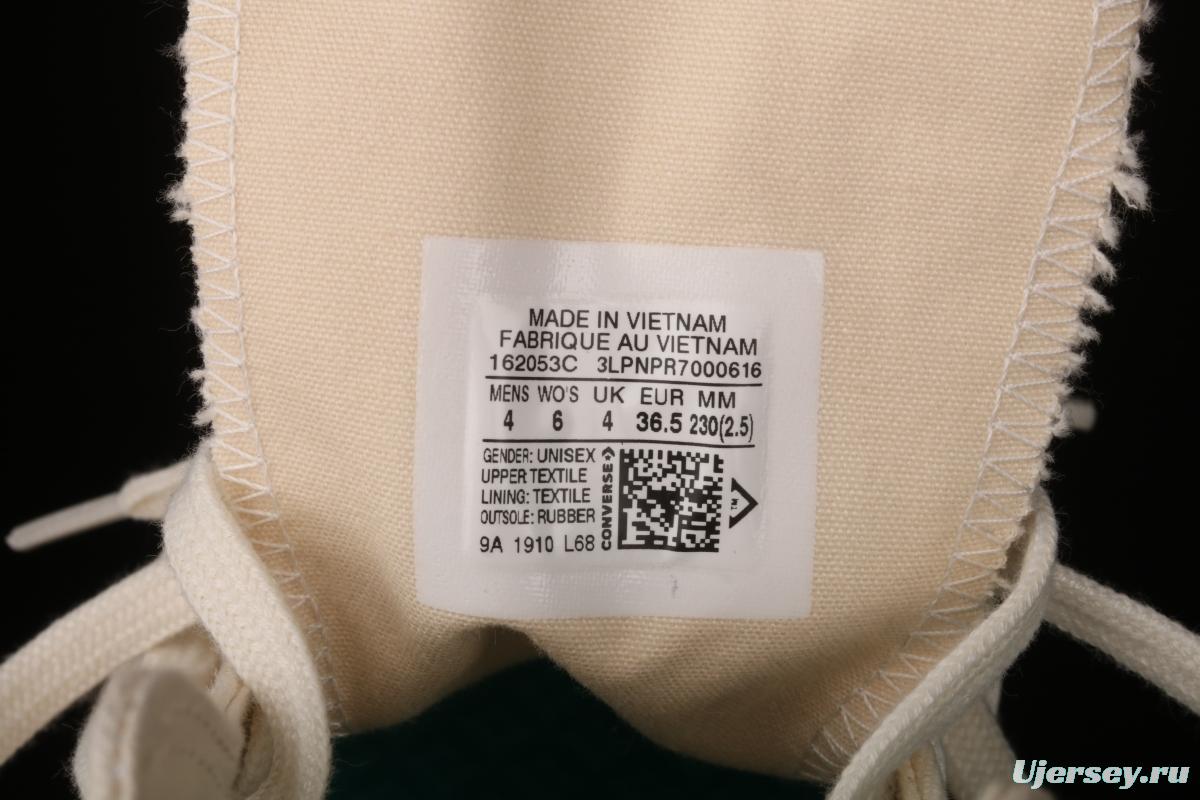 MADE IN VIETNAM
FABRIQUE AU VIETNAM
162053C 3LPNPR7000616
MENS WO'S UK EUR MM
4 6 4 36.5 230(2.5)
GENDER: UNISEX
UPPER TEXTILE
LINING: TEXTILE
OUTSOLE: RUBBER
9A 1910 L68
CONVERSE
TM
Ujersey.ru